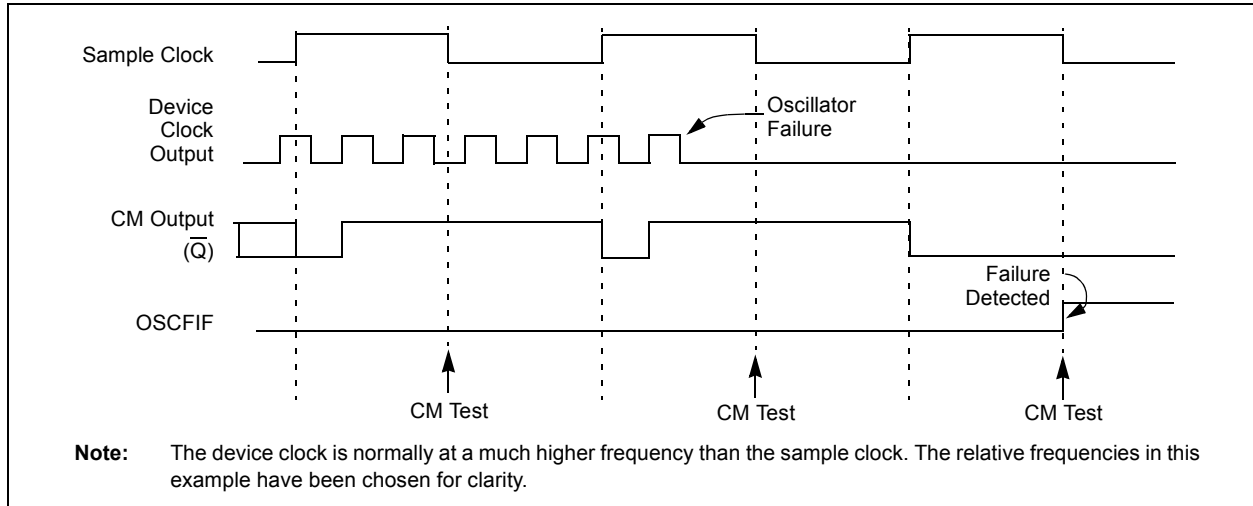 Sample Clock
Device
Clock
Output
Oscillator
Failure
CM Output
(Q̅)
Failure
Detected
OSCFIF
CM Test
CM Test
CM Test
Note: The device clock is normally at a much higher frequency than the sample clock. The relative frequencies in this
example have been chosen for clarity.